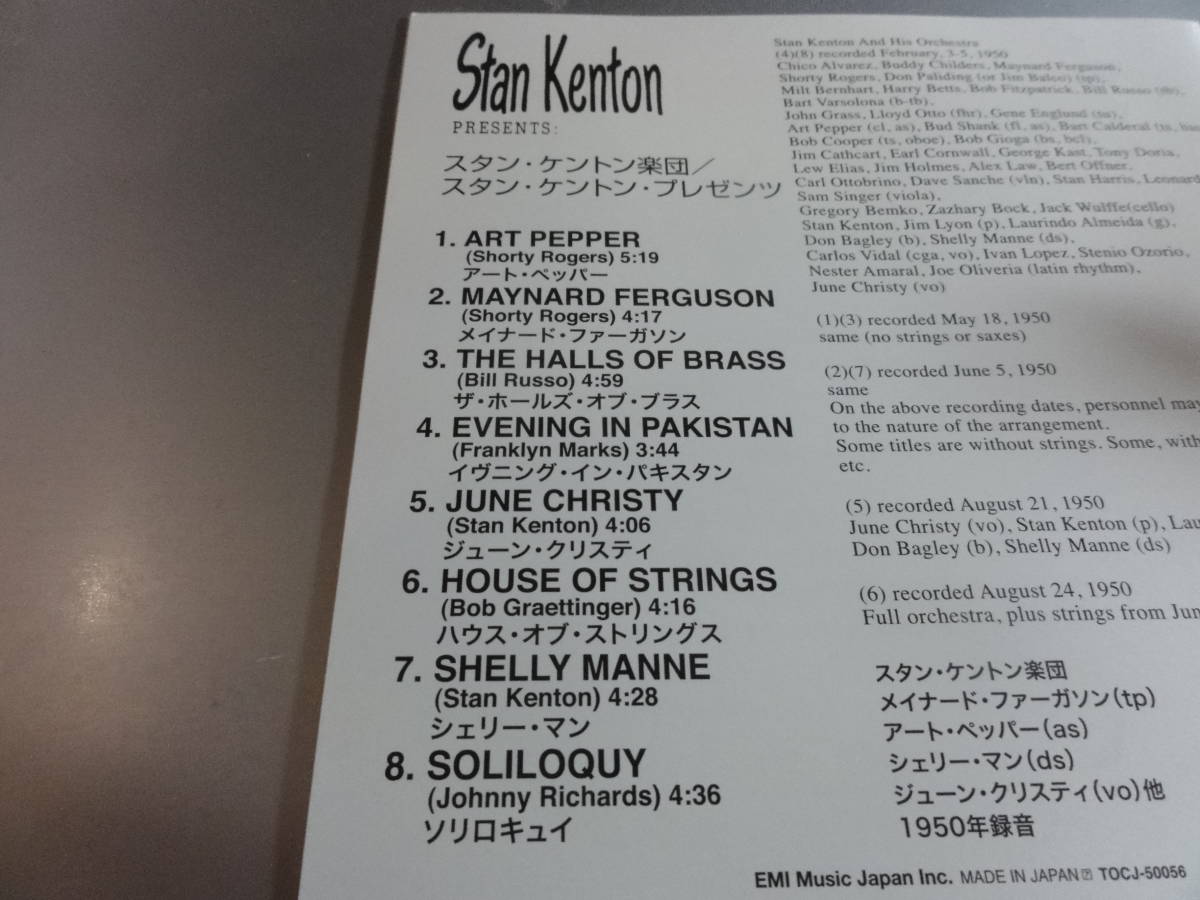 Stan Kenton
PRESENTS:
スタン・ケントン楽団／
スタン・ケントン・プレゼンツ
1. ART PEPPER
(Shorty Rogers) 5:19
アート・ペッパー
2. MAYNARD FERGUSON
(Shorty Rogers) 4:17
メイナード・ファーガソン
3. THE HALLS OF BRASS
(Bill Russo) 4:59
ザ・ホールズ・オブ・ブラス
4. EVENING IN PAKISTAN
(Franklyn Marks) 3:44
イヴニング・イン・パキスタン
5. JUNE CHRISTY
(Stan Kenton) 4:06
ジューン・クリスティ
6. HOUSE OF STRINGS
(Bob Graettinger) 4:16
ハウス・オブ・ストリングス
7. SHELLY MANNE
(Stan Kenton) 4:28
シェリー・マン
8. SOLILOQUY
(Johnny Richards) 4:36
ソリロキュイ
Stan Kenton And His Orchestra
(4)(8) recorded February, 3-5, 1950
Chico Alvarez, Buddy Childers, Maynard Ferguson,
Shorty Rogers, Don Paliding (or Jim Balec) (tp),
Milt Bernhart, Harry Betts, Bob Fitzpatrick, Bill Russo (tb),
Bart Varsolona (b-tb),
John Grass, Lloyd Otto (fhr), Gene Englund (tu),
Art Pepper (cl, as), Bud Shank (fl, as), Bart Calderal (ts,
Bob Cooper (ts, oboe), Bob Gioga (bs, bcl),
Jim Cathcart, Earl Cornwall, George Kast, Tony Doria,
Lew Elias, Jim Holmes, Alex Law, Bert Offner,
Carl Ottobrino, Dave Sanche (vln), Stan Harris, Leonard
Sam Singer (viola),
Gregory Bemko, Zazhary Bock, Jack Wulffe(cello)
Stan Kenton, Jim Lyon (p), Laurindo Almeida (g),
Don Bagley (b), Shelly Manne (ds),
Carlos Vidal (cga, vo), Ivan Lopez, Stenio Ozorio,
Nester Amaral, Joe Oliveria (latin rhythm),
June Christy (vo)
(1)(3) recorded May 18, 1950
same (no strings or saxes)
(2)(7) recorded June 5, 1950
same
On the above recording dates, personnel may
to the nature of the arrangement.
Some titles are without strings. Some, with
etc.
(5) recorded August 21, 1950
June Christy (vo), Stan Kenton (p), Lau
Don Bagley (b), Shelly Manne (ds)
(6) recorded August 24, 1950
Full orchestra, plus strings from Jun
スタン・ケントン楽団
メイナード・ファーガソン(tp)
アート・ペッパー(as)
シェリー・マン(ds)
ジューン・クリスティ(vo)他
1950年録音
EMI Music Japan Inc. MADE IN JAPAN Ⓟ TOCJ-50056